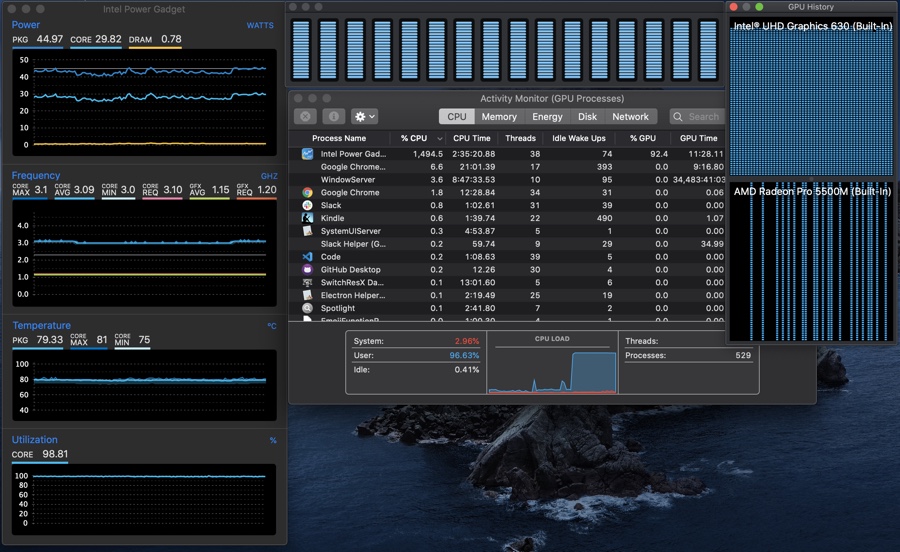 Intel Power Gadget
Power WATTS
PKG 44.97 CORE 29.82 DRAM 0.78
50
40
30
20
10
0
Frequency GHZ
CORE MAX 3.1 CORE AVG 3.09 CORE MIN 3.0 CORE REQ 3.10 GFX AVG 1.15 GFX REQ 1.20
4.0
3.0
2.0
1.0
0.0
Temperature °C
PKG 79.33 CORE MAX 81 CORE MIN 75
100
80
60
40
Utilization %
CORE 98.81
100
80
60
40
20
0
Activity Monitor (GPU Processes)
CPU Memory Energy Disk Network Search
Process Name % CPU CPU Time Threads Idle Wake Ups % GPU GPU Time
Intel Power Gad... 1,494.5 2:35:20.88 38 74 92.4 11:28.11
Google Chrome... 6.6 21:01.39 17 393 0.0 9:16.80
WindowServer 3.6 8:47:33.53 10 95 0.0 34,483:41:03
Google Chrome 1.8 12:28.84 34 31 0.0 0.06
Slack 0.8 1:02.61 31 39 0.0 0.00
Kindle 0.6 1:39.74 22 490 0.0 1.07
SystemUIServer 0.3 4:53.87 5 1 0.0 0.00
Slack Helper (G... 0.2 59.74 9 29 0.0 34.99
Code 0.2 1:08.63 39 5 0.0 0.00
GitHub Desktop 0.2 12.26 30 4 0.0 0.00
SwitchResX Da... 0.1 13:01.60 5 6 0.0 0.00
Electron Helper... 0.1 2:19.49 25 19 0.0 0.00
Spotlight 0.1 2:41.80 7 2 0.0 0.00
System: 2.96%
User: 96.63%
Idle: 0.41%
CPU LOAD
Threads:
Processes: 529
GPU History
Intel® UHD Graphics 630 (Built-In)
AMD Radeon Pro 5500M (Built-In)